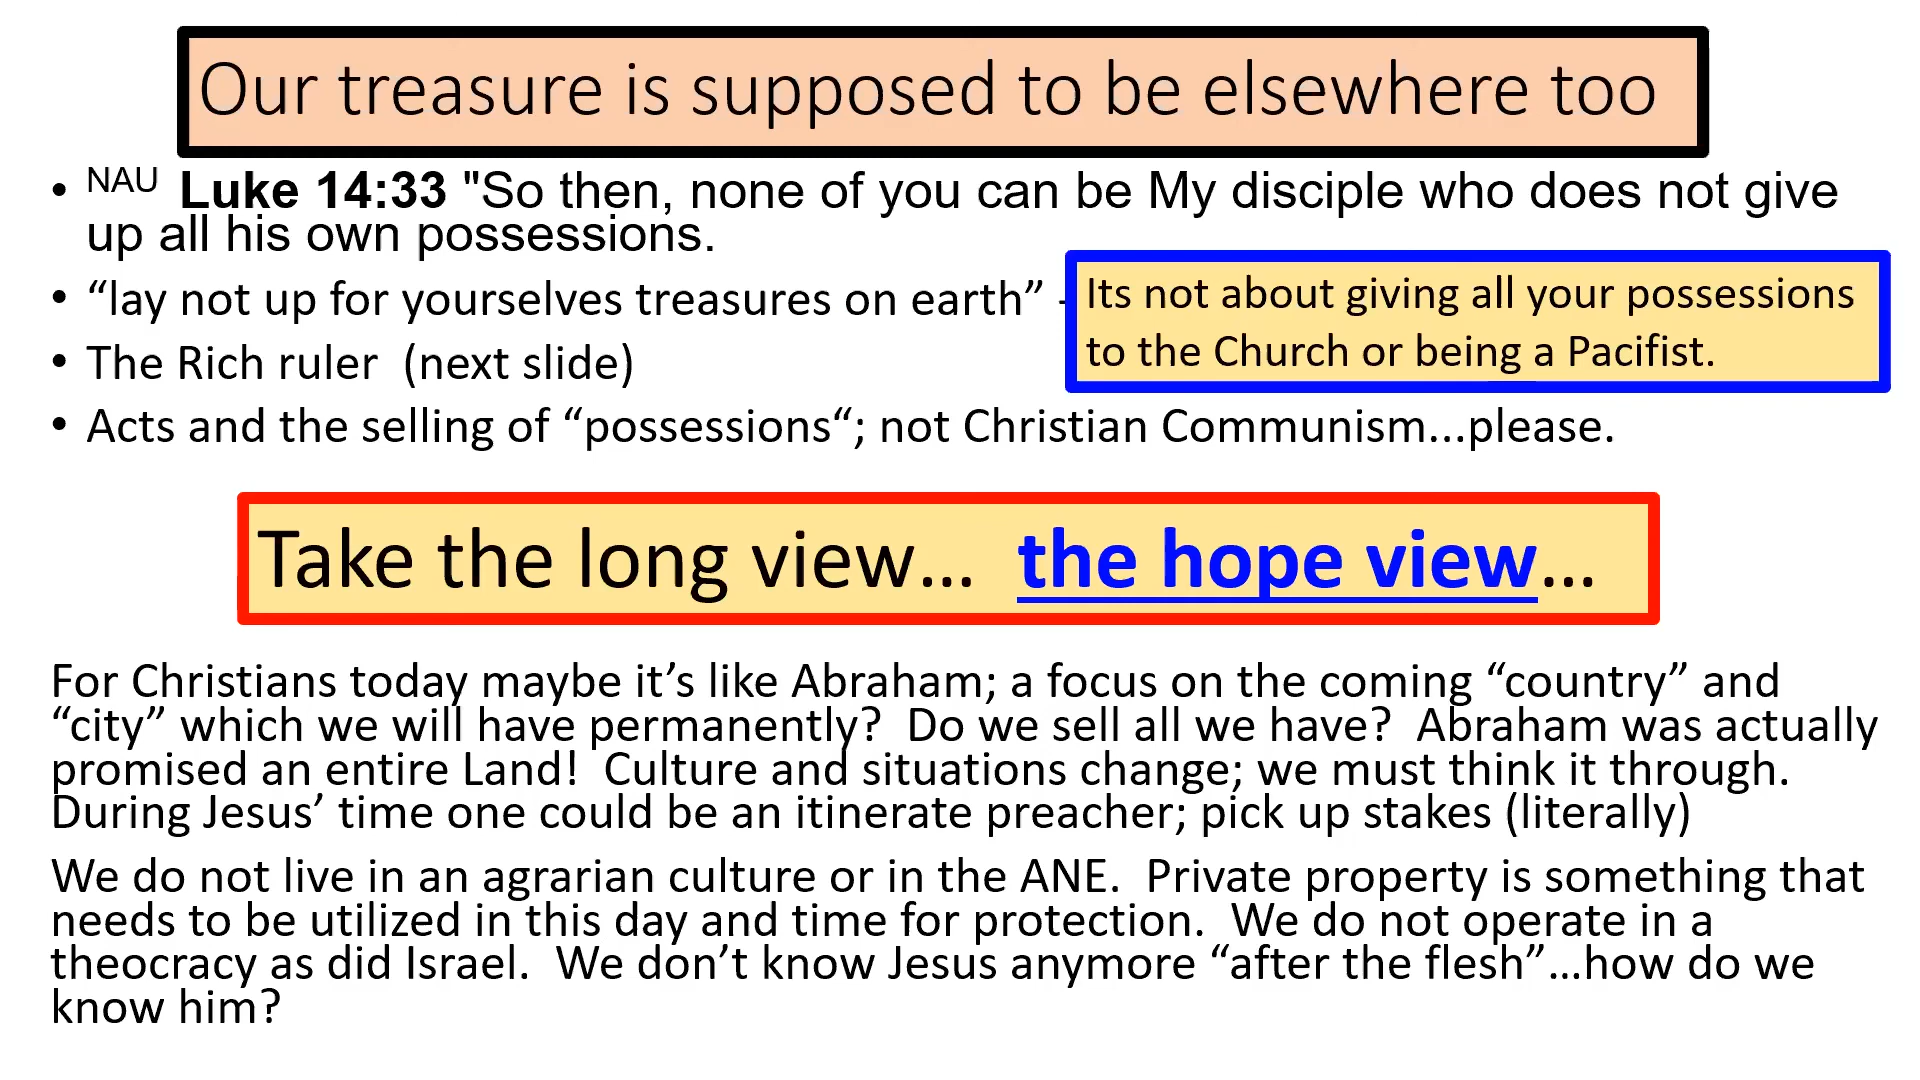 Our treasure is supposed to be elsewhere too
• NAU Luke 14:33 "So then, none of you can be My disciple who does not give
up all his own possessions.
• “lay not up for yourselves treasures on earth” -
Its not about giving all your possessions
to the Church or being a Pacifist.
• The Rich ruler (next slide)
• Acts and the selling of “possessions“; not Christian Communism...please.
Take the long view... the hope view...
For Christians today maybe it’s like Abraham; a focus on the coming “country” and
“city” which we will have permanently? Do we sell all we have? Abraham was actually
promised an entire Land! Culture and situations change; we must think it through.
During Jesus’ time one could be an itinerate preacher; pick up stakes (literally)
We do not live in an agrarian culture or in the ANE. Private property is something that
needs to be utilized in this day and time for protection. We do not operate in a
theocracy as did Israel. We don’t know Jesus anymore “after the flesh”...how do we
know him?